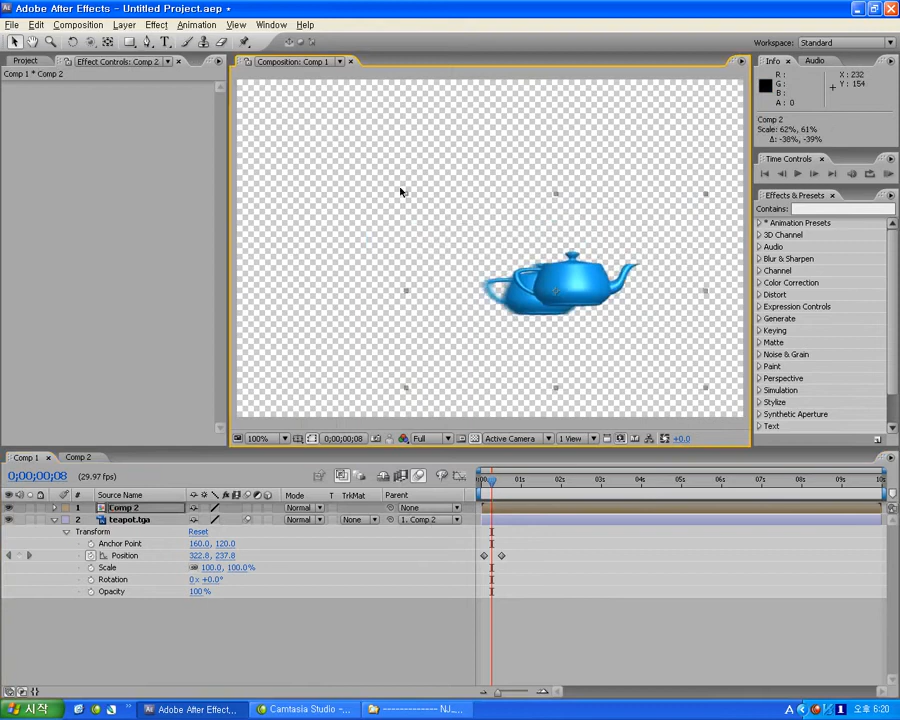 Adobe After Effects - Untitled Project.aep
File Edit Composition Layer Effect Animation View Window Help
Workspace: Standard
Project Effect Controls: Comp 2
Comp 1 * Comp 2
Composition: Comp 1
Info Audio
R :
G :
B :
A : 0
X : 232
Y : 154
Comp 2
Scale: 62%, 61%
Δ: -38%, -39%
Time Controls
Effects & Presets
Contains:
* Animation Presets
3D Channel
Audio
Blur & Sharpen
Channel
Color Correction
Distort
Expression Controls
Generate
Keying
Matte
Noise & Grain
Paint
Perspective
Simulation
Stylize
Synthetic Aperture
Text
100% 0;00;00;08 Full Active Camera 1 View +0.0
Comp 1 Comp 2
0;00;00;08 (29.97 fps)
# Source Name Mode T TrkMat Parent
:00s 01s 02s 03s 04s 05s 06s 07s 08s 09s 10s
1 Comp 2 Normal None
2 teapot.tga Normal None 1. Comp 2
Transform Reset
Anchor Point 160.0, 120.0
Position 322.8, 237.8
Scale 100.0, 100.0%
Rotation 0 x +0.0°
Opacity 100%
시작 Adobe After Effects - ... Camtasia Studio - ... ------------- NJ_... A 오후 6:20